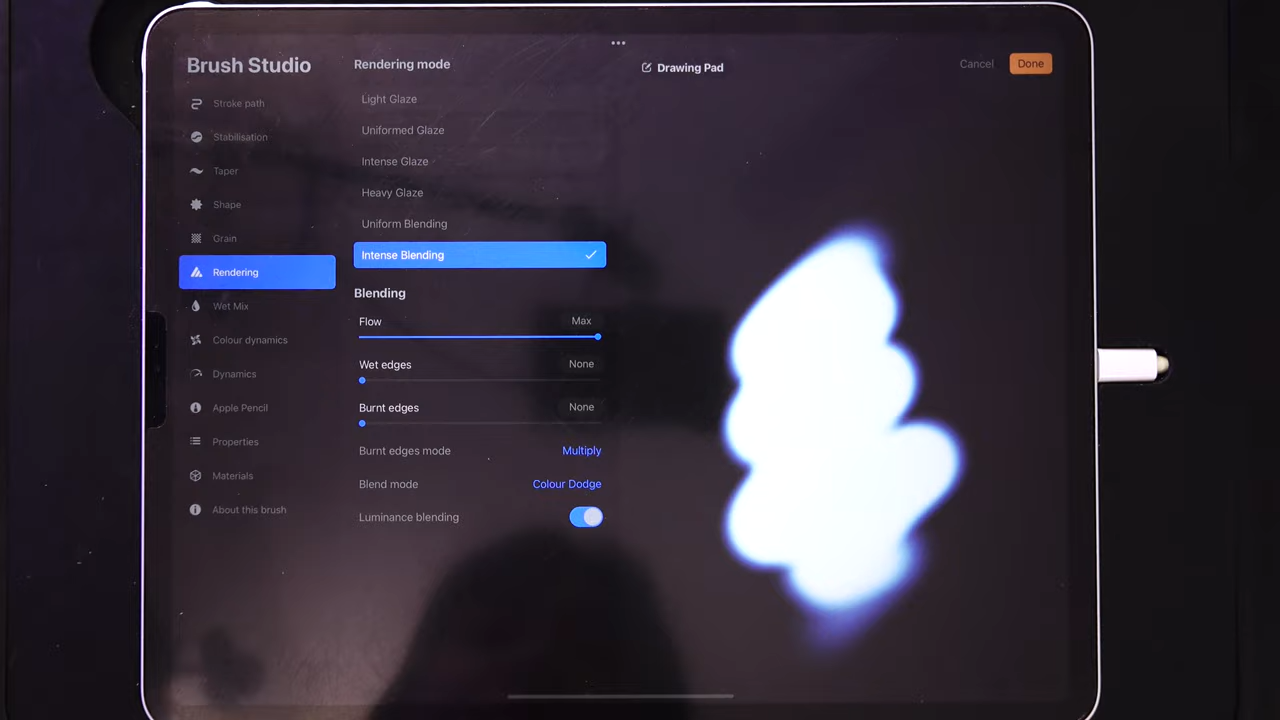 Brush Studio
Stroke path
Stabilisation
Taper
Shape
Grain
Rendering
Wet Mix
Colour dynamics
Dynamics
Apple Pencil
Properties
Materials
About this brush
Rendering mode
Light Glaze
Uniformed Glaze
Intense Glaze
Heavy Glaze
Uniform Blending
Intense Blending
Blending
Flow Max
Wet edges None
Burnt edges None
Burnt edges mode Multiply
Blend mode Colour Dodge
Luminance blending
Drawing Pad
Cancel Done